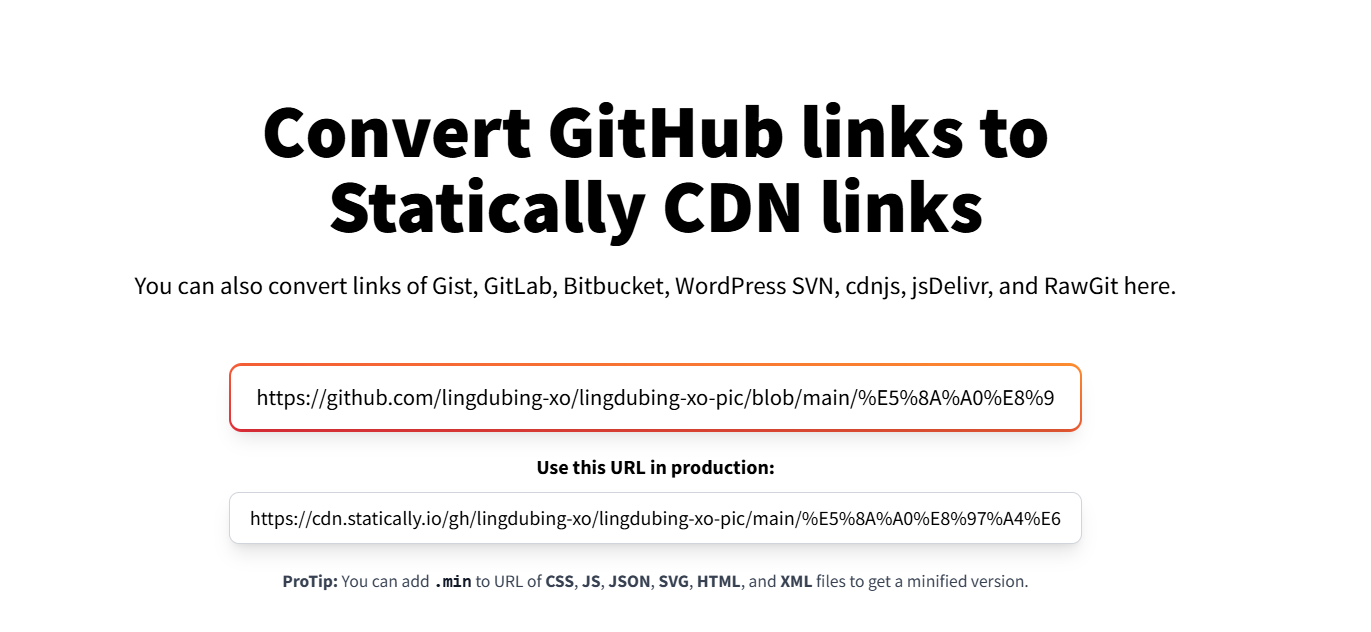 Convert GitHub links to
Statically CDN links
You can also convert links of Gist, GitLab, Bitbucket, WordPress SVN, cdnjs, jsDelivr, and RawGit here.
https://github.com/lingdubing-xo/lingdubing-xo-pic/blob/main/%E5%8A%A0%E8%9
Use this URL in production:
https://cdn.statically.io/gh/lingdubing-xo/lingdubing-xo-pic/main/%E5%8A%A0%E8%97%A4%E6
ProTip: You can add .min to URL of CSS, JS, JSON, SVG, HTML, and XML files to get a minified version.